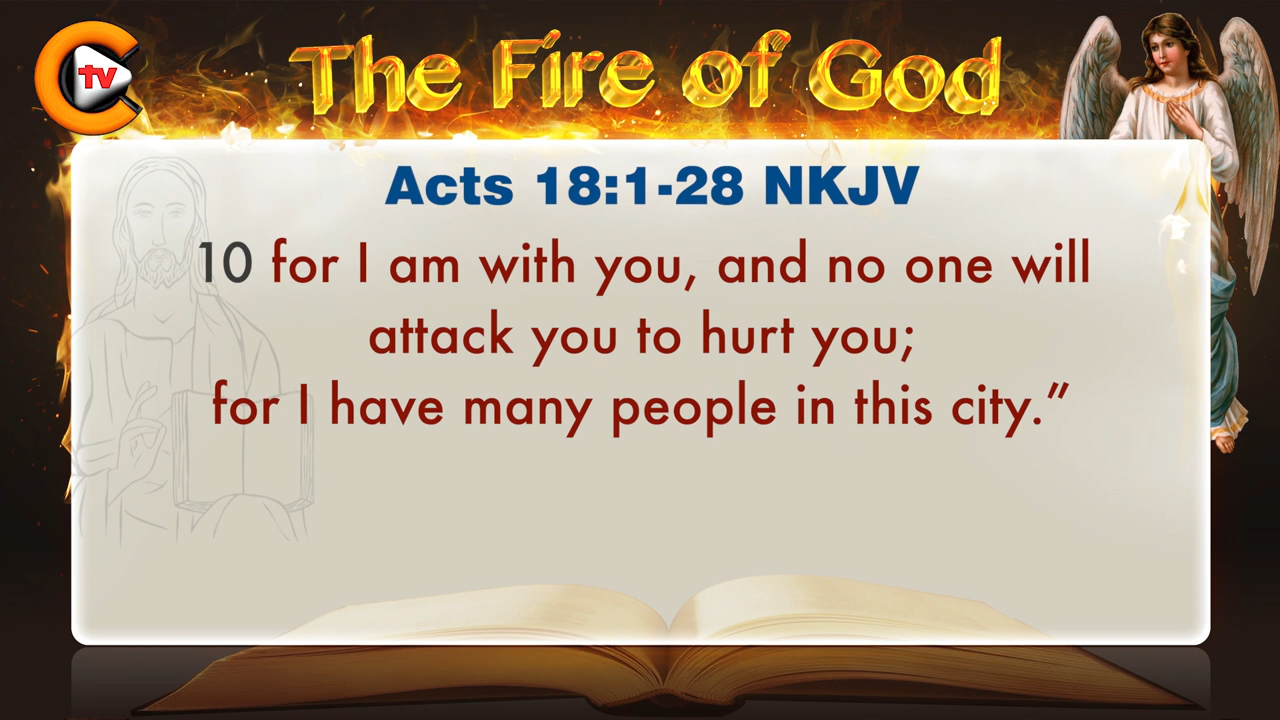 tv
The Fire of God
Acts 18:1-28 NKJV
10 for I am with you, and no one will
attack you to hurt you;
for I have many people in this city.”